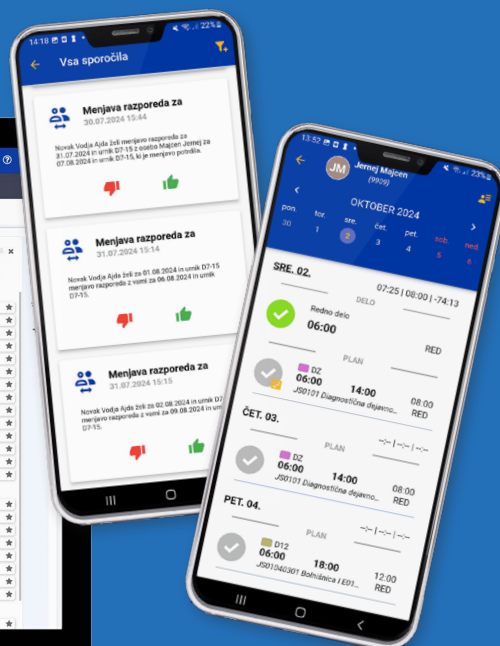 14:18
22%
Vsa sporočila
Menjava razporeda za
30.07.2024 15:44
Novak Vodja Ajda želi menjavo razporeda za
31.07.2024 in urnik D7-15 z osebo Majcen Jernej za
07.08.2024 in urnik D7-15, ki je menjavo potrdila.
Menjava razporeda za
31.07.2024 15:14
Novak Vodja Ajda želi za 01.08.2024 in urnik D7-15
menjavo razporeda z vami za 06.08.2024 in urnik
D7-15.
Menjava razporeda za
31.07.2024 15:15
Novak Vodja Ajda želi za 02.08.2024 in urnik D7
menjavo razporeda z vami za 09.08.2024 in urn
D7-15.
13:52
23%
JM
Jernej Majcen
(9909)
OKTOBER 2024
pon. tor. sre. čet. pet. sob. ned.
30 1 2 3 4 5 6
SRE. 02.
07:25 | 08:00 | -74:13
DELO
Redno delo
06:00
RED
PLAN
DZ
06:00 14:00 08:00
JS0101 Diagnostična dejavno... RED
ČET. 03.
--:-- | --:-- | --:--
PLAN
DZ
06:00 14:00 08:00
JS0101 Diagnostična dejavno... RED
PET. 04.
--:-- | --:-- | --:--
PLAN
D12
06:00 18:00 12:00
JS01040301 Bolnišnica I E01... RED